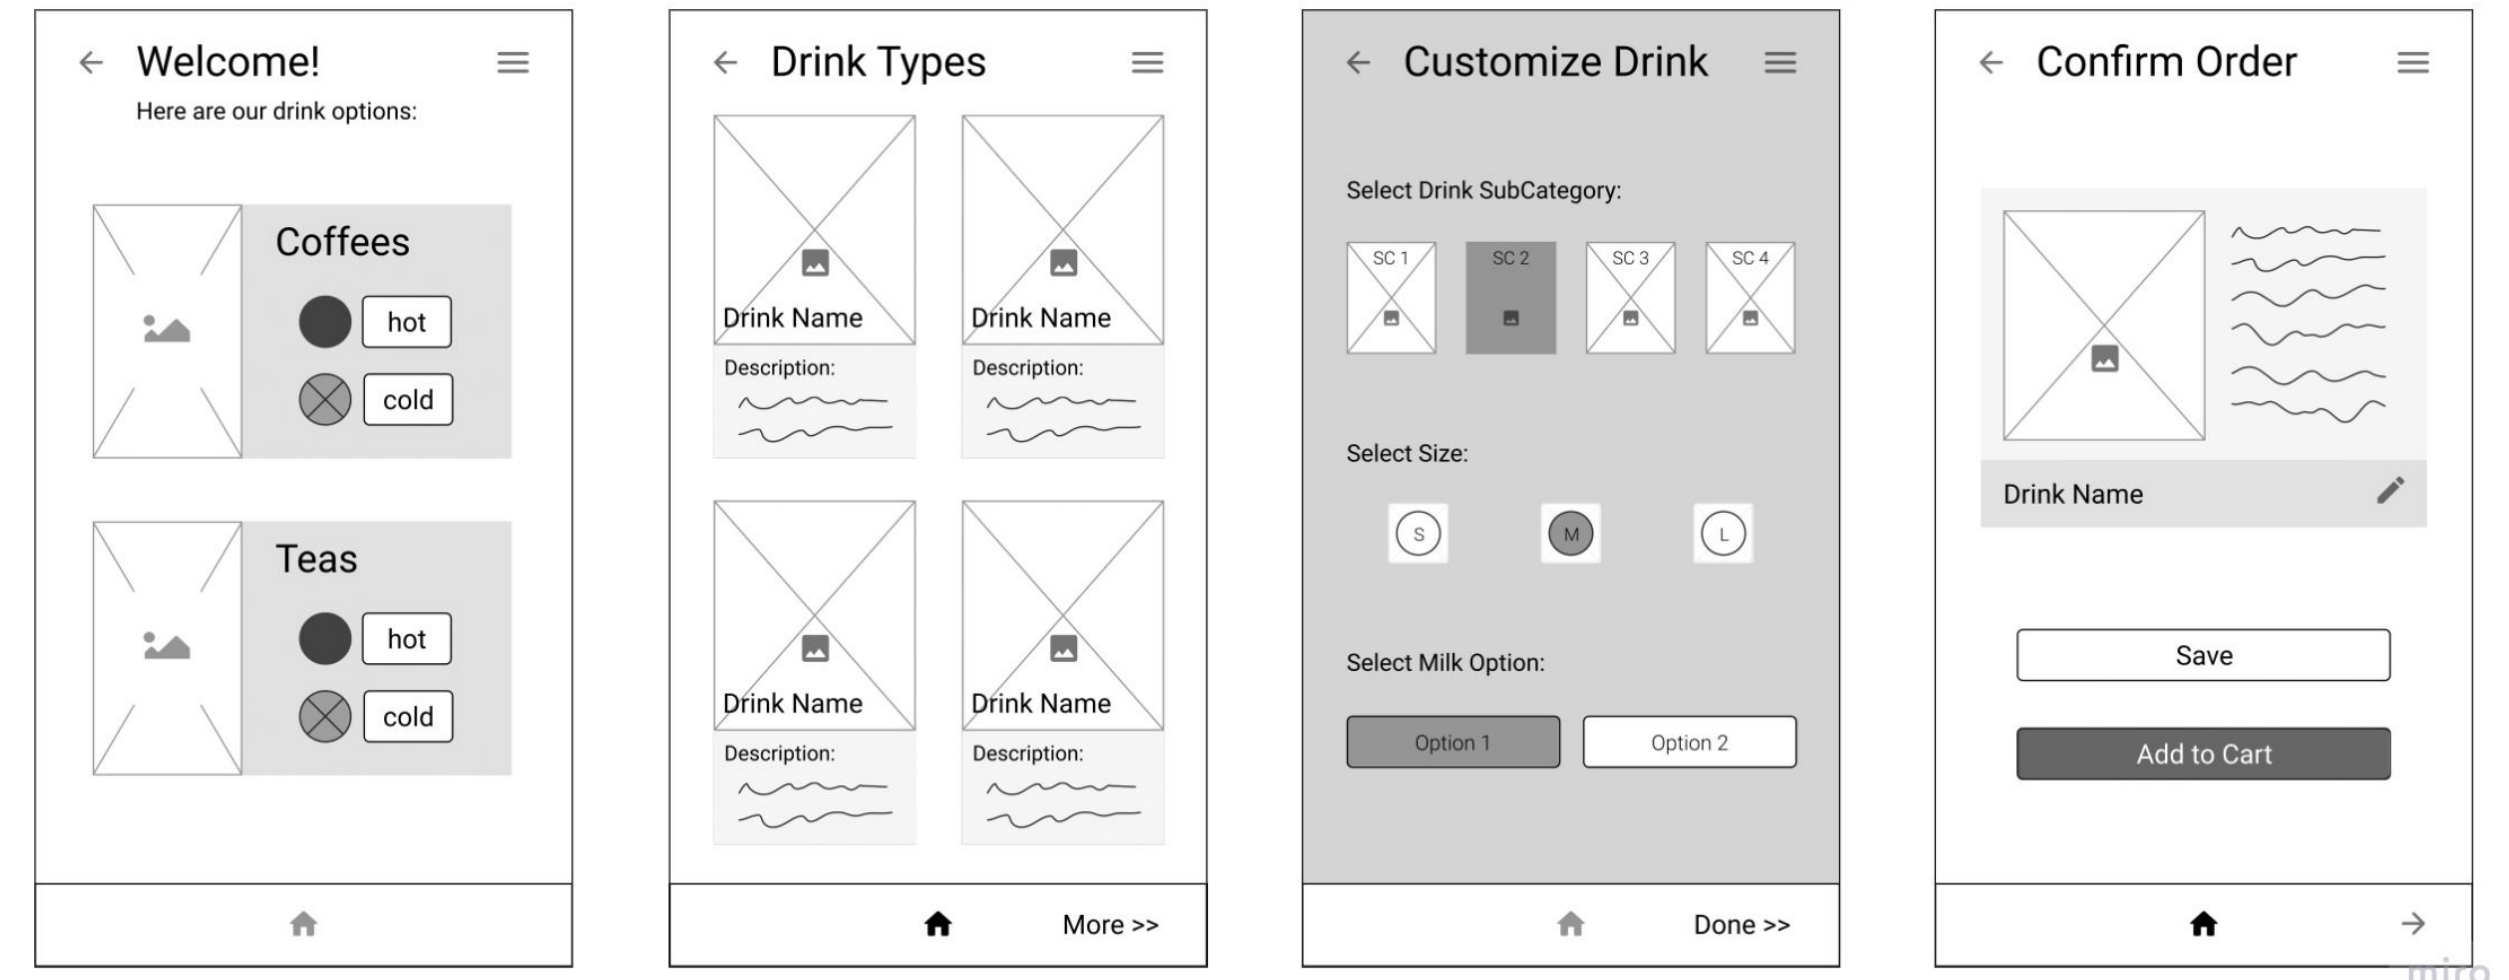 Welcome!
Here are our drink options:
Coffees
hot
cold
Teas
hot
cold
Drink Types
Drink Name
Drink Name
Description:
Description:
Drink Name
Drink Name
Description:
Description:
More >>
Customize Drink
Select Drink SubCategory:
SC 1
SC 2
SC 3
SC 4
Select Size:
S
M
L
Select Milk Option:
Option 1
Option 2
Done >>
Confirm Order
Drink Name
Save
Add to Cart
miro